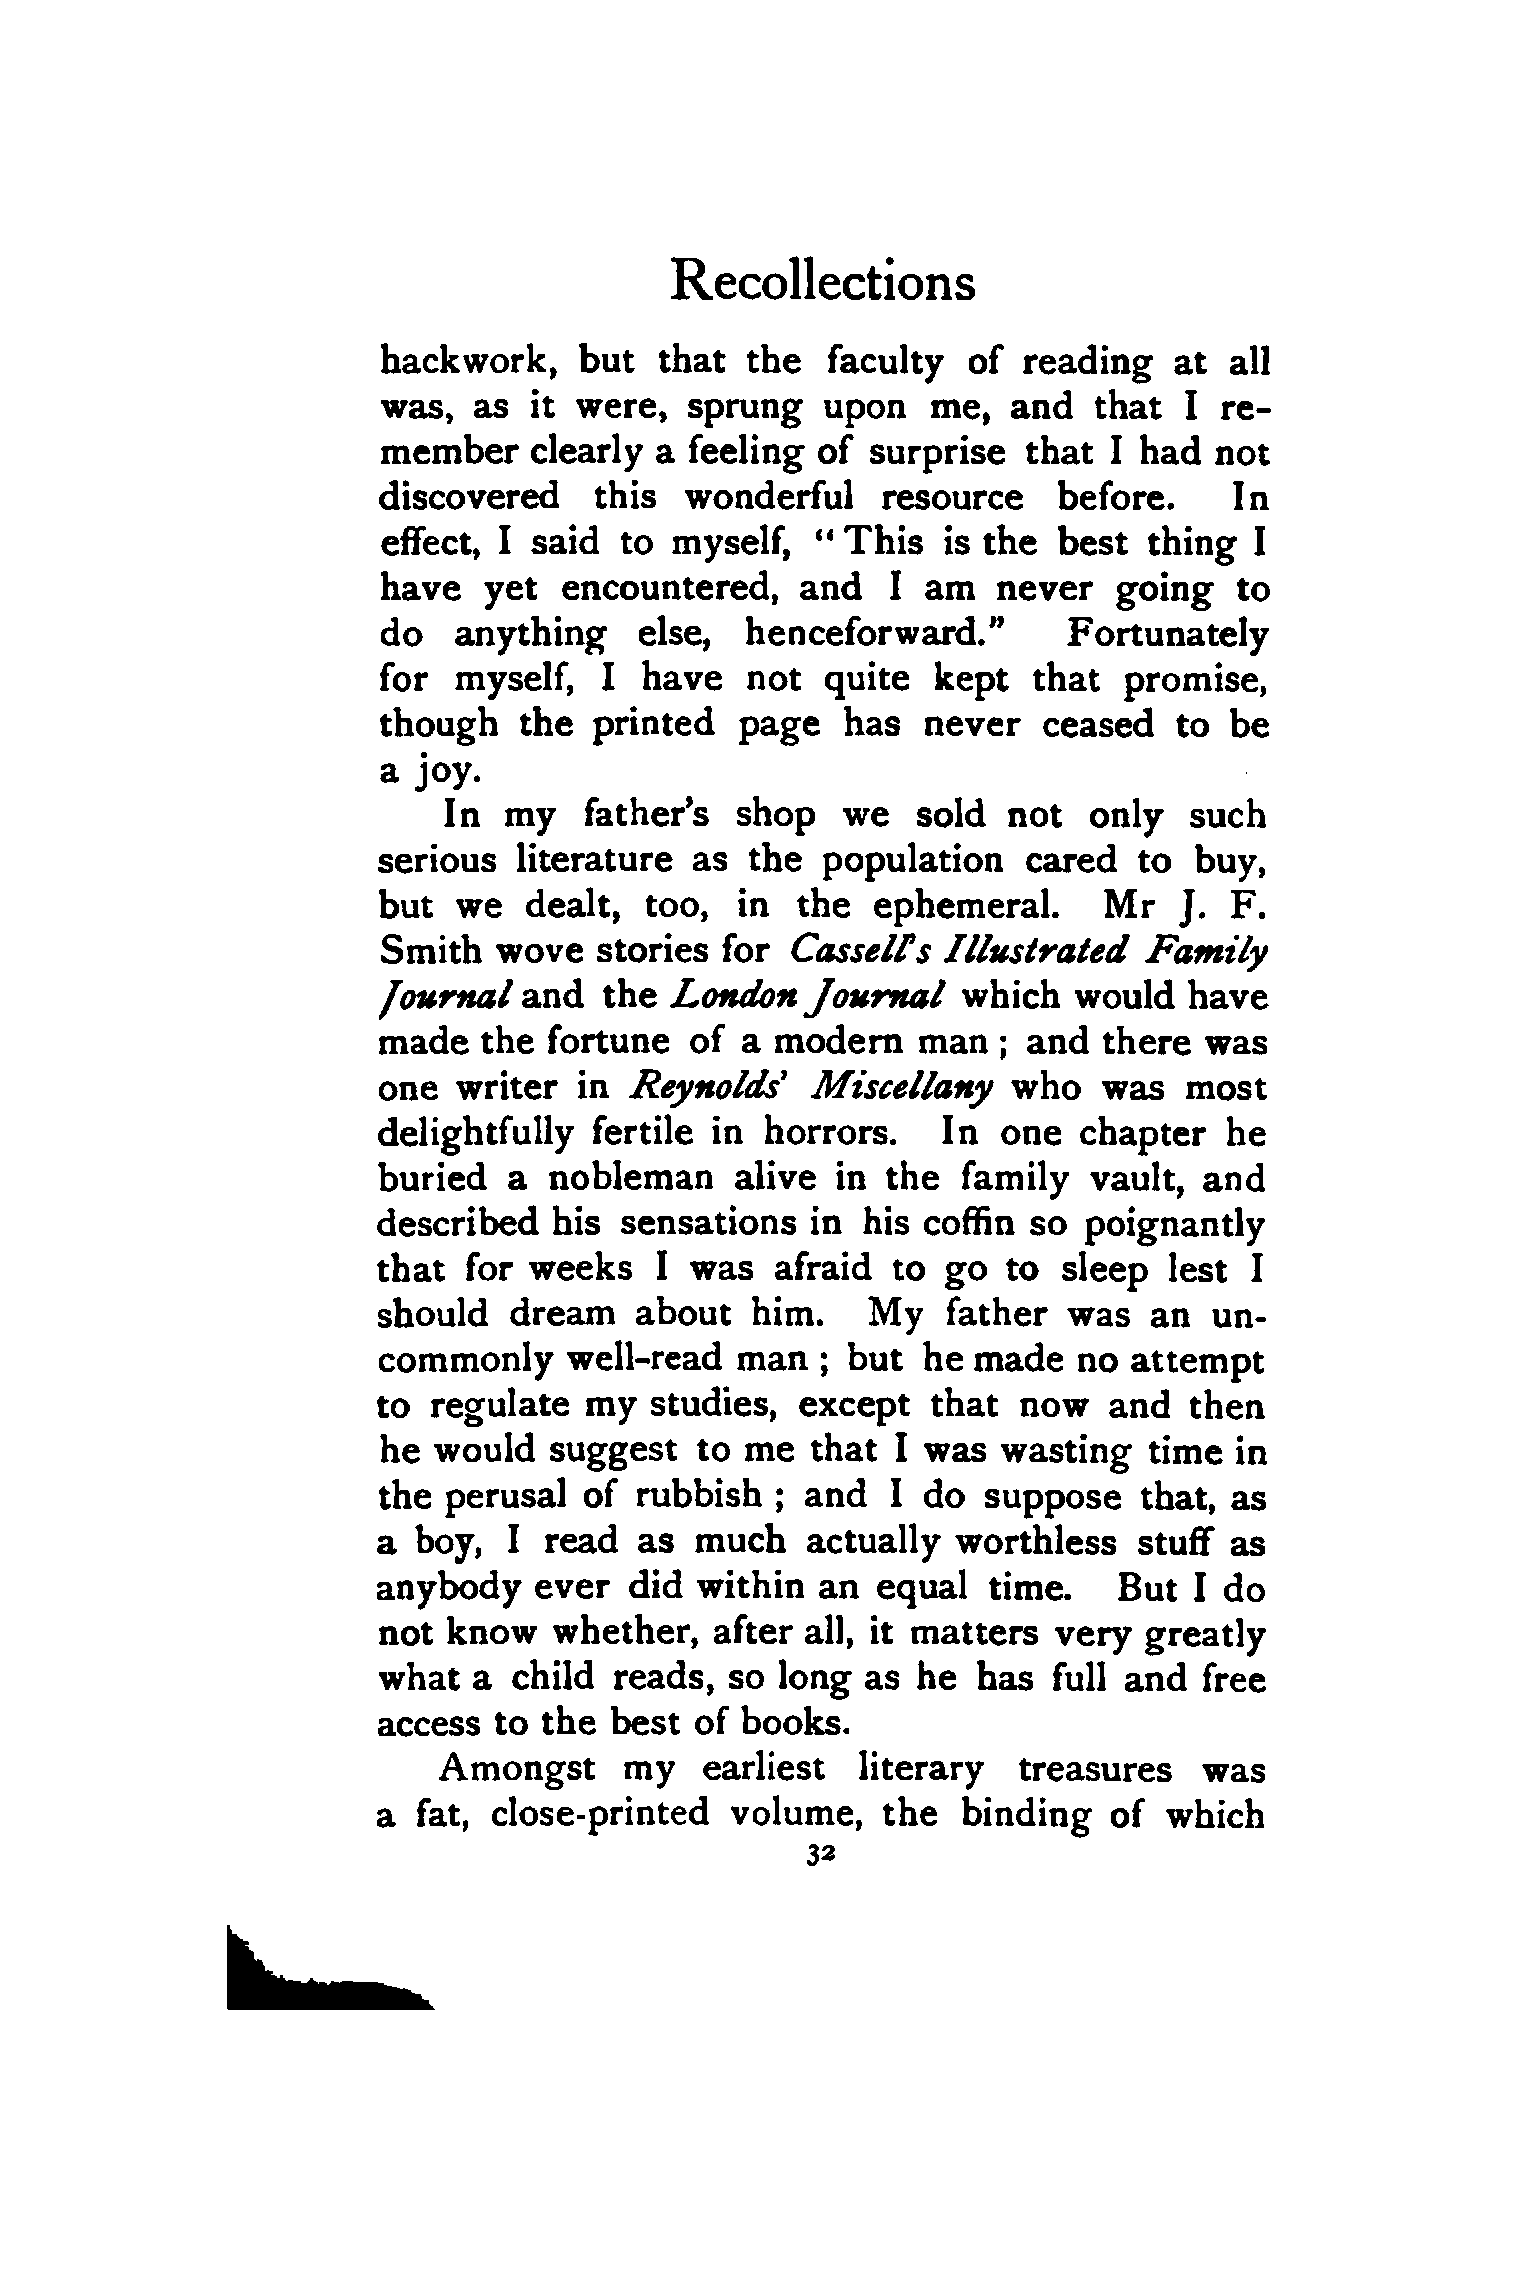 Recollections
hackwork, but that the faculty of reading at all
was, as it were, sprung upon me, and that I re-
member clearly a feeling of surprise that I had not
discovered this wonderful resource before. In
effect, I said to myself, "This is the best thing I
have yet encountered, and I am never going to
do anything else, henceforward." Fortunately
for myself, I have not quite kept that promise,
though the printed page has never ceased to be
a joy.
In my father's shop we sold not only such
serious literature as the population cared to buy,
but we dealt, too, in the ephemeral. Mr J. F.
Smith wove stories for Cassell's Illustrated Family
Journal and the London Journal which would have
made the fortune of a modern man ; and there was
one writer in Reynolds' Miscellany who was most
delightfully fertile in horrors. In one chapter he
buried a nobleman alive in the family vault, and
described his sensations in his coffin so poignantly
that for weeks I was afraid to go to sleep lest I
should dream about him. My father was an un-
commonly well-read man ; but he made no attempt
to regulate my studies, except that now and then
he would suggest to me that I was wasting time in
the perusal of rubbish ; and I do suppose that, as
a boy, I read as much actually worthless stuff as
anybody ever did within an equal time. But I do
not know whether, after all, it matters very greatly
what a child reads, so long as he has full and free
access to the best of books.
Amongst my earliest literary treasures was
a fat, close-printed volume, the binding of which
32